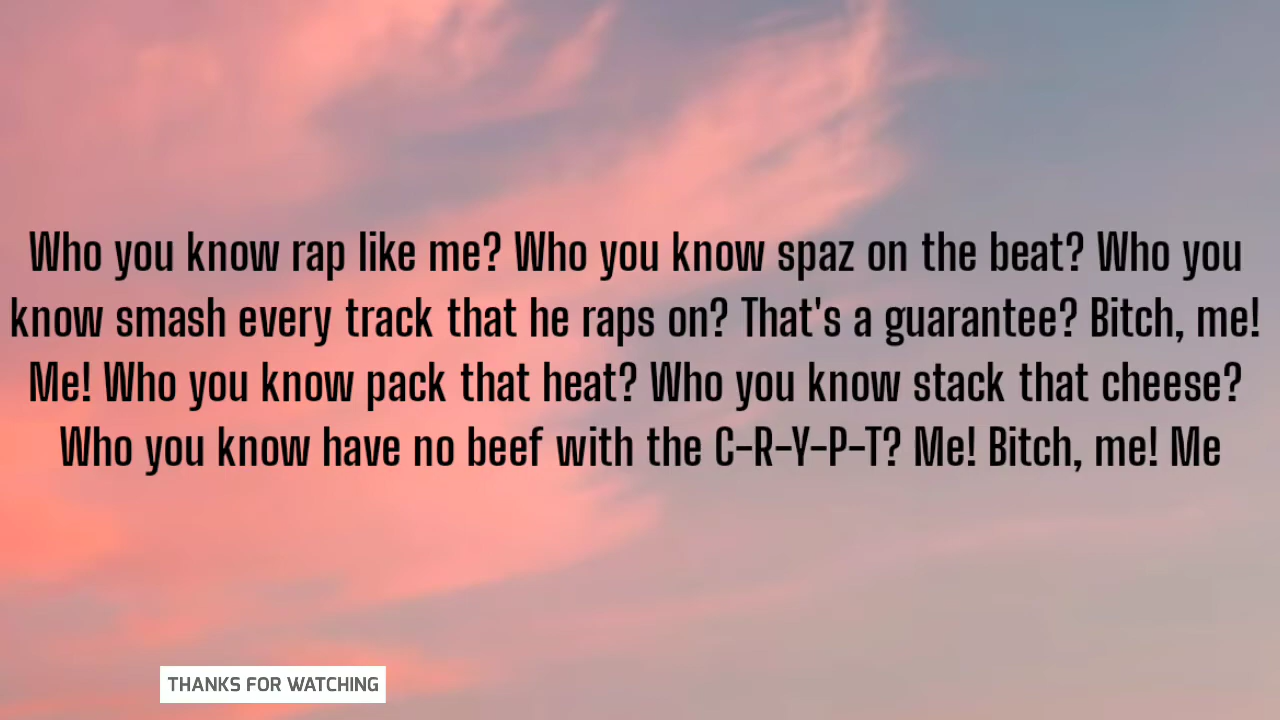 Who you know rap like me? Who you know spaz on the beat? Who you
know smash every track that he raps on? That's a guarantee? Bitch, me!
Me! Who you know pack that heat? Who you know stack that cheese?
Who you know have no beef with the C-R-Y-P-T? Me! Bitch, me! Me
THANKS FOR WATCHING